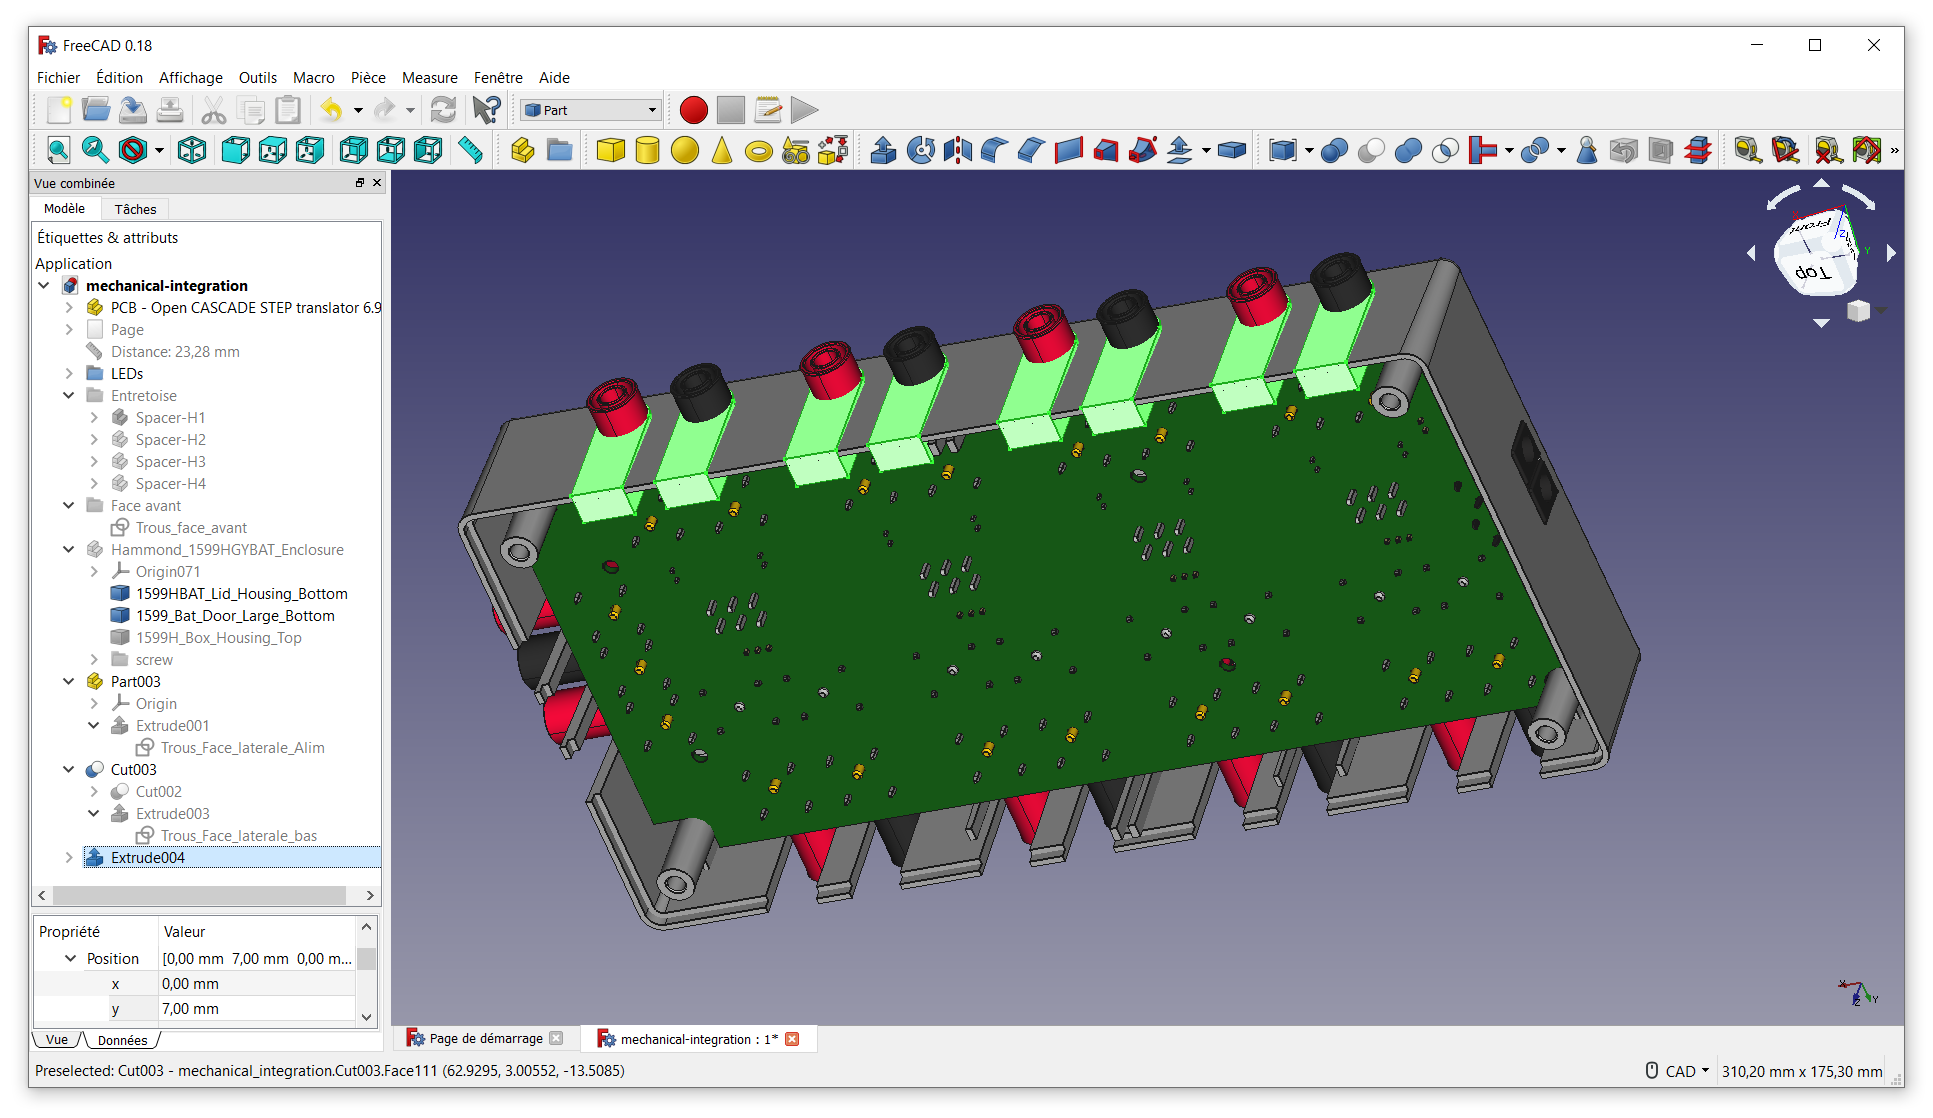 FreeCAD 0.18
Fichier Édition Affichage Outils Macro Pièce Measure Fenêtre Aide
Part
Vue combinée
Modèle Tâches
Étiquettes & attributs
Application
mechanical-integration
PCB - Open CASCADE STEP translator 6.9
Page
Distance: 23,28 mm
LEDs
Entretoise
Spacer-H1
Spacer-H2
Spacer-H3
Spacer-H4
Face avant
Trous_face_avant
Hammond_1599HGYBAT_Enclosure
Origin071
1599HBAT_Lid_Housing_Bottom
1599_Bat_Door_Large_Bottom
1599H_Box_Housing_Top
screw
Part003
Origin
Extrude001
Trous_Face_laterale_Alim
Cut003
Cut002
Extrude003
Trous_Face_laterale_bas
Extrude004
Propriété Valeur
Position [0,00 mm 7,00 mm 0,00 m...
x 0,00 mm
y 7,00 mm
Vue Données
Front
Top
Z
Y
X
Z
Y
Page de démarrage
mechanical-integration : 1*
Preselected: Cut003 - mechanical_integration.Cut003.Face111 (62.9295, 3.00552, -13.5085)
CAD
310,20 mm x 175,30 mm